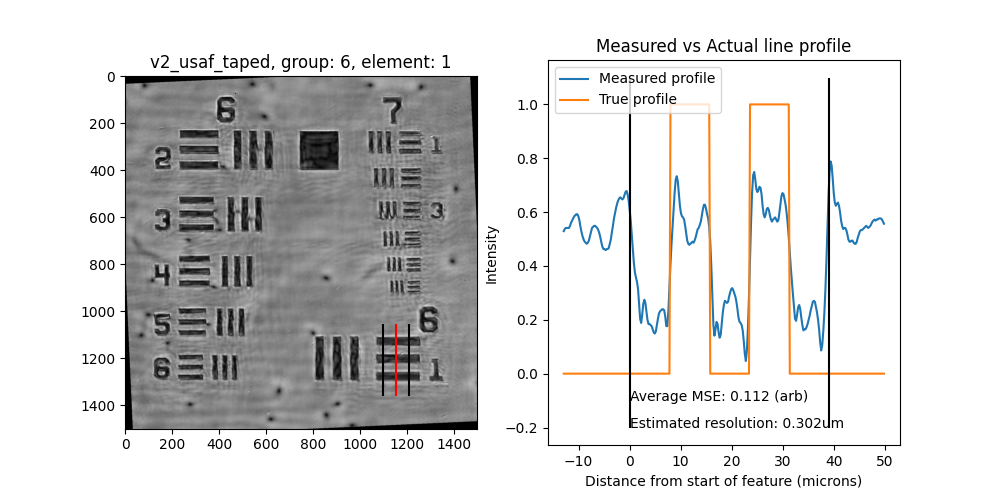 v2_usaf_taped, group: 6, element: 1
0
200
400
600
800
1000
1200
1400
0 200 400 600 800 1000 1200 1400
6 7
2 1
3 3
4
5 6
6 1
Measured vs Actual line profile
Measured profile
True profile
Intensity
1.0
0.8
0.6
0.4
0.2
0.0
−0.2
Average MSE: 0.112 (arb)
Estimated resolution: 0.302um
−10 0 10 20 30 40 50
Distance from start of feature (microns)